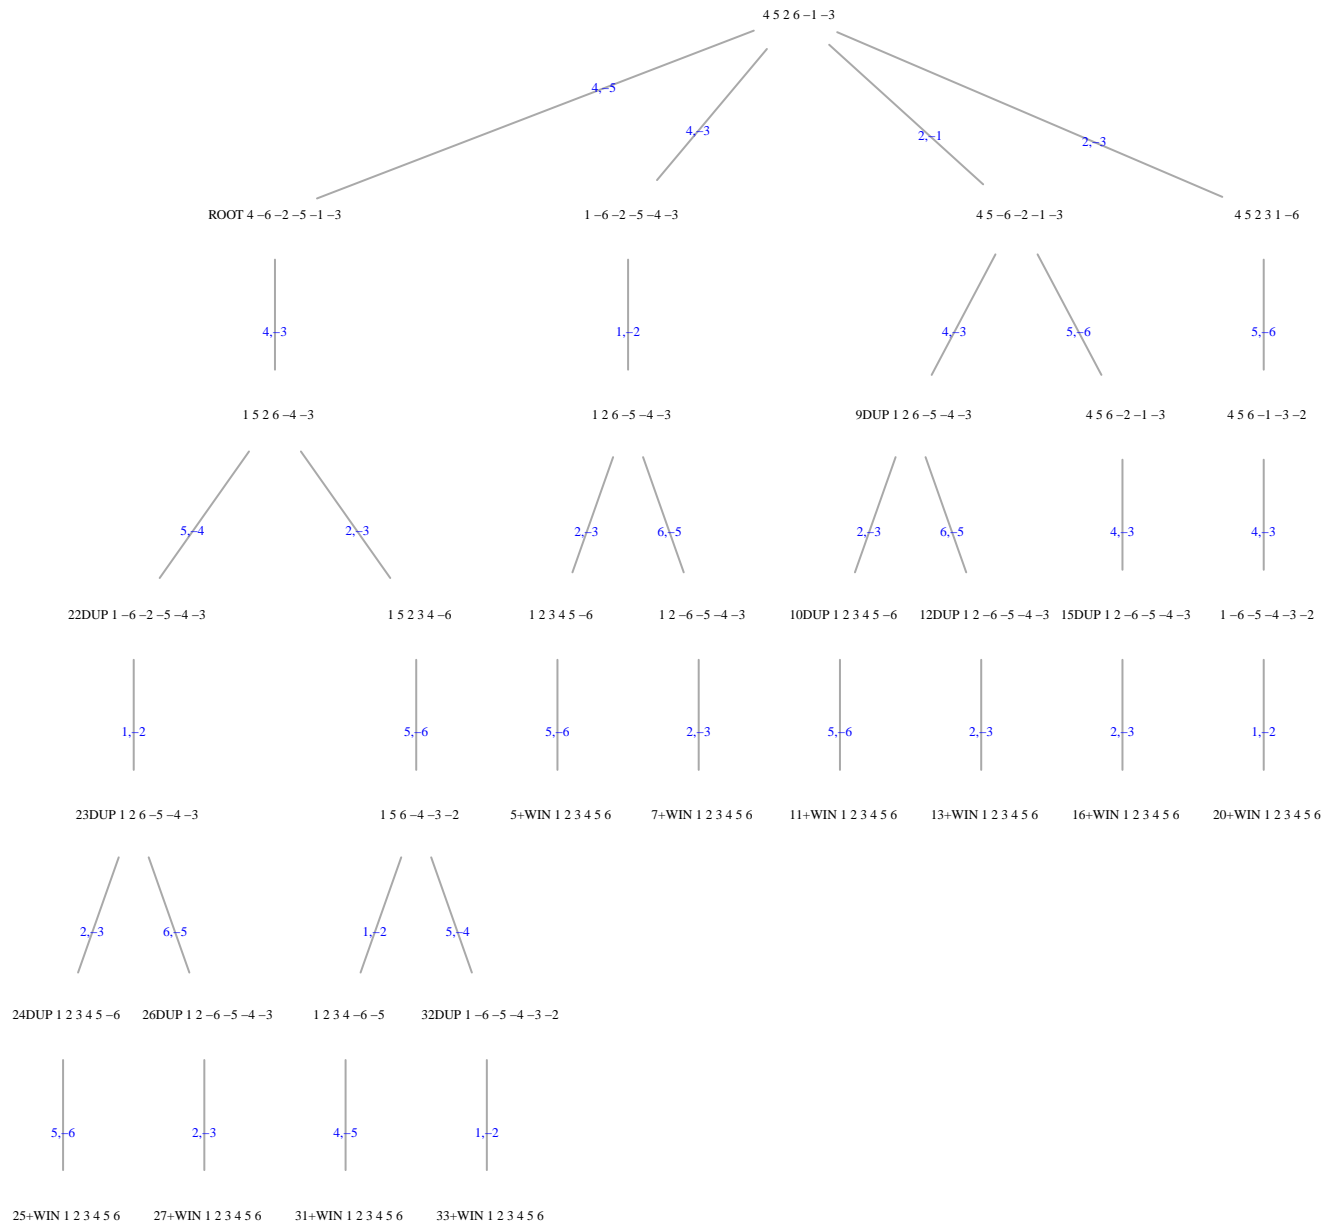 4 5 2 6 −1 −3
4,−5
4,−3
2,−1
2,−3
ROOT 4 −6 −2 −5 −1 −3
1 −6 −2 −5 −4 −3
4 5 −6 −2 −1 −3
4 5 2 3 1 −6
4,−3
1,−2
4,−3
5,−6
5,−6
1 5 2 6 −4 −3
1 2 6 −5 −4 −3
9DUP 1 2 6 −5 −4 −3
4 5 6 −2 −1 −3
4 5 6 −1 −3 −2
5,−4
2,−3
2,−3
6,−5
2,−3
6,−5
4,−3
4,−3
22DUP 1 −6 −2 −5 −4 −3
1 5 2 3 4 −6
1 2 3 4 5 −6
1 2 −6 −5 −4 −3
10DUP 1 2 3 4 5 −6
12DUP 1 2 −6 −5 −4 −3
15DUP 1 2 −6 −5 −4 −3
1 −6 −5 −4 −3 −2
1,−2
5,−6
5,−6
2,−3
5,−6
2,−3
2,−3
1,−2
23DUP 1 2 6 −5 −4 −3
1 5 6 −4 −3 −2
5+WIN 1 2 3 4 5 6
7+WIN 1 2 3 4 5 6
11+WIN 1 2 3 4 5 6
13+WIN 1 2 3 4 5 6
16+WIN 1 2 3 4 5 6
20+WIN 1 2 3 4 5 6
2,−3
6,−5
1,−2
5,−4
24DUP 1 2 3 4 5 −6
26DUP 1 2 −6 −5 −4 −3
1 2 3 4 −6 −5
32DUP 1 −6 −5 −4 −3 −2
5,−6
2,−3
4,−5
1,−2
25+WIN 1 2 3 4 5 6
27+WIN 1 2 3 4 5 6
31+WIN 1 2 3 4 5 6
33+WIN 1 2 3 4 5 6